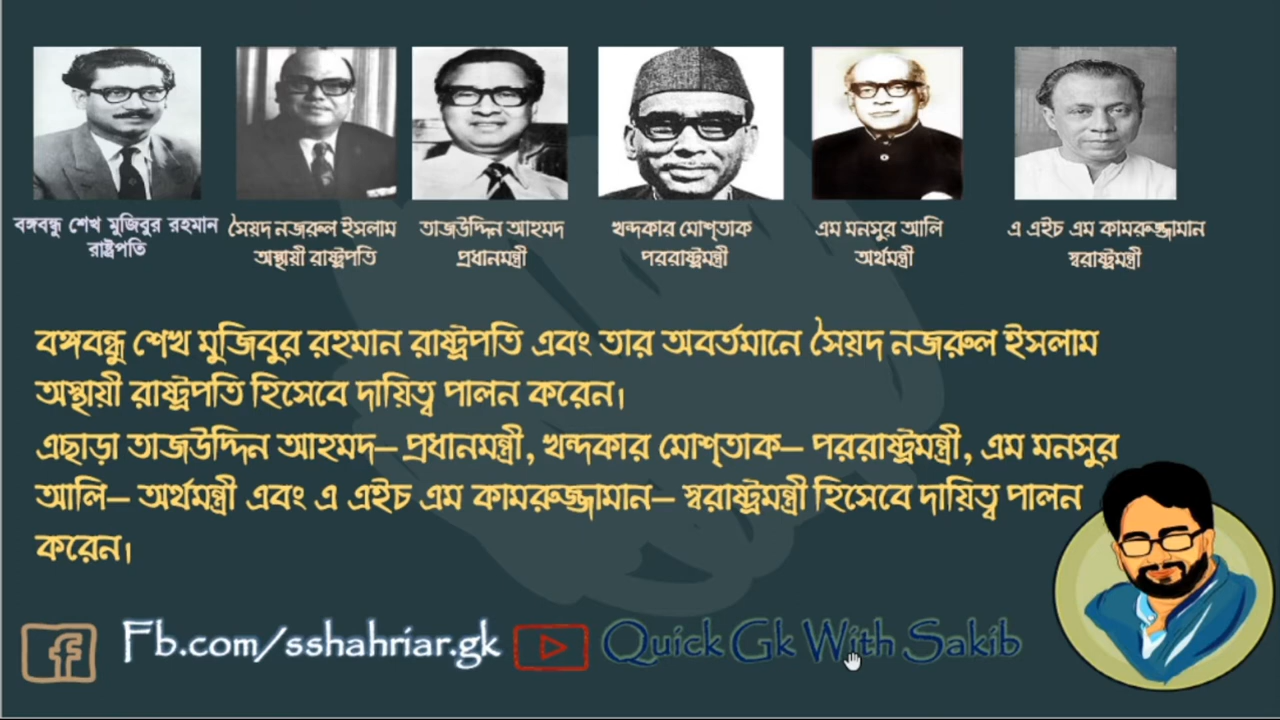 বঙ্গবন্ধু শেখ মুজিবুর রহমান
রাষ্ট্রপতি
সৈয়দ নজরুল ইসলাম
অস্থায়ী রাষ্ট্রপতি
তাজউদ্দিন আহমদ
প্রধানমন্ত্রী
খন্দকার মোশ্তাক
পররাষ্ট্রমন্ত্রী
এম মনসুর আলি
অর্থমন্ত্রী
এ এইচ এম কামরুজ্জামান
স্বরাষ্ট্রমন্ত্রী
বঙ্গবন্ধু শেখ মুজিবুর রহমান রাষ্ট্রপতি এবং তার অবর্তমানে সৈয়দ নজরুল ইসলাম
অস্থায়ী রাষ্ট্রপতি হিসেবে দায়িত্ব পালন করেন।
এছাড়া তাজউদ্দিন আহমদ– প্রধানমন্ত্রী, খন্দকার মোশ্তাক– পররাষ্ট্রমন্ত্রী, এম মনসুর
আলি– অর্থমন্ত্রী এবং এ এইচ এম কামরুজ্জামান– স্বরাষ্ট্রমন্ত্রী হিসেবে দায়িত্ব পালন
করেন।
Fb.com/sshahriar.gk Quick Gk With Sakib